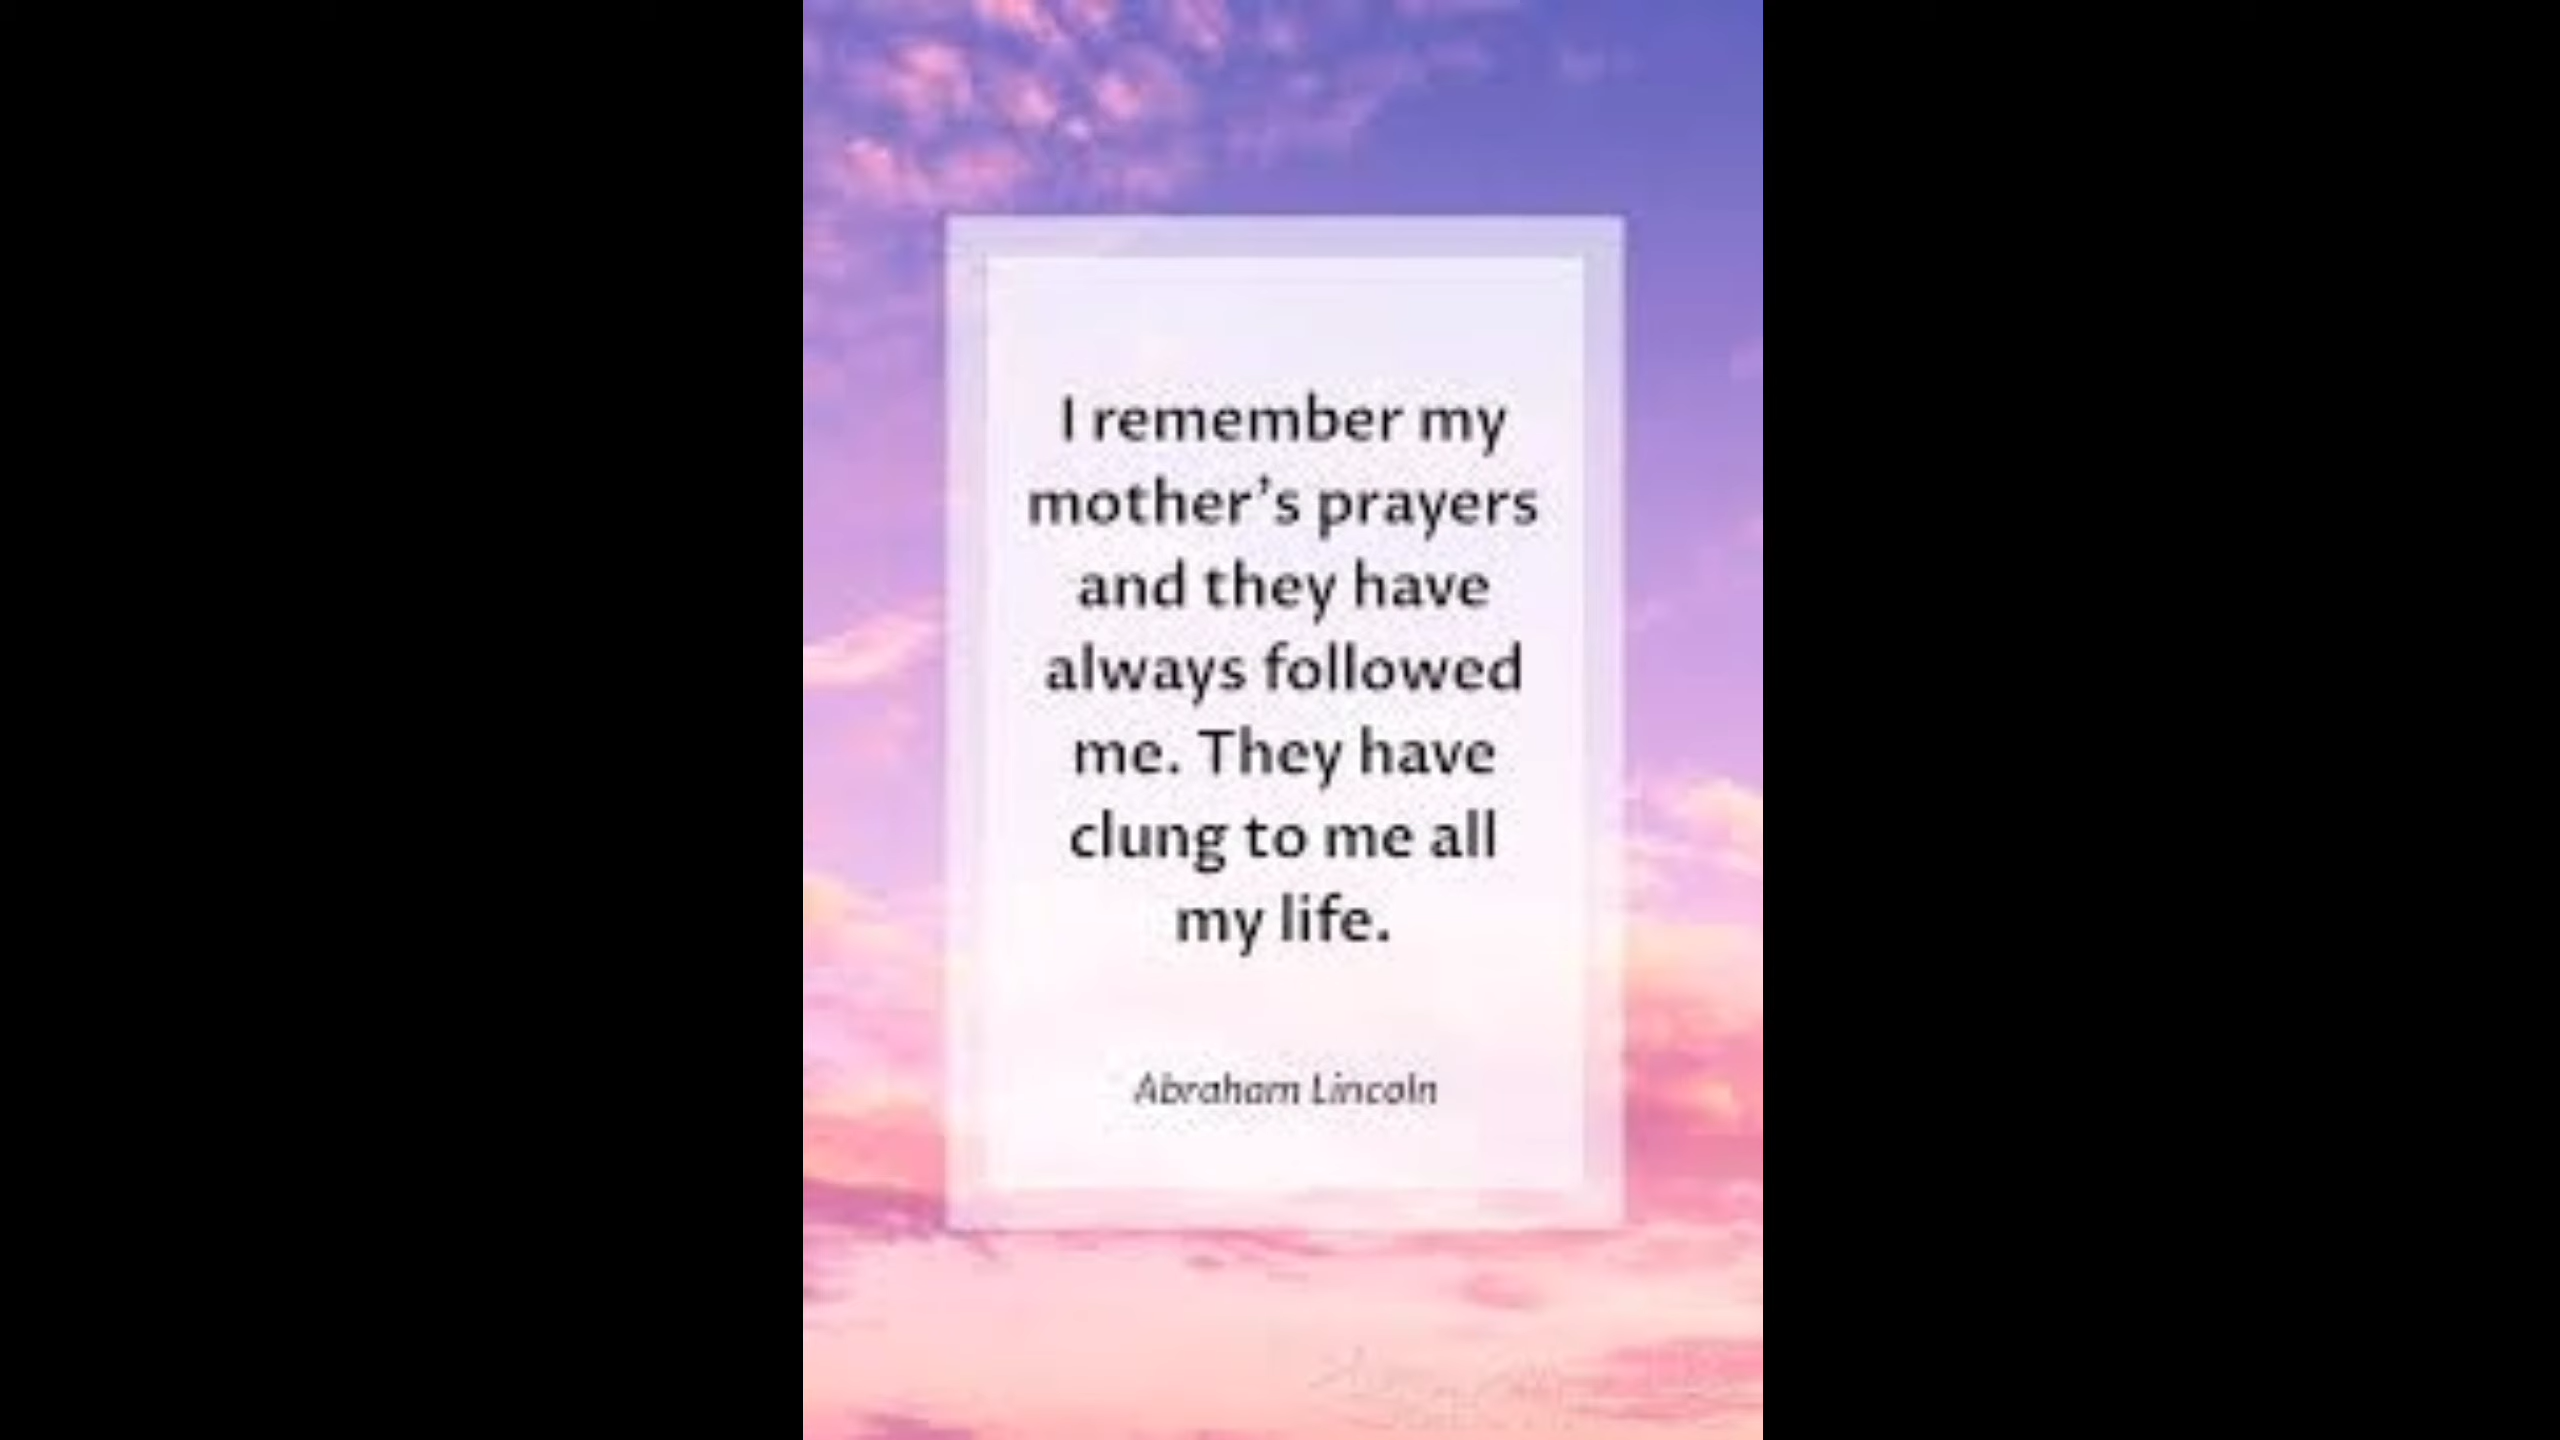 I remember my
mother’s prayers
and they have
always followed
me. They have
clung to me all
my life.
Abraham Lincoln